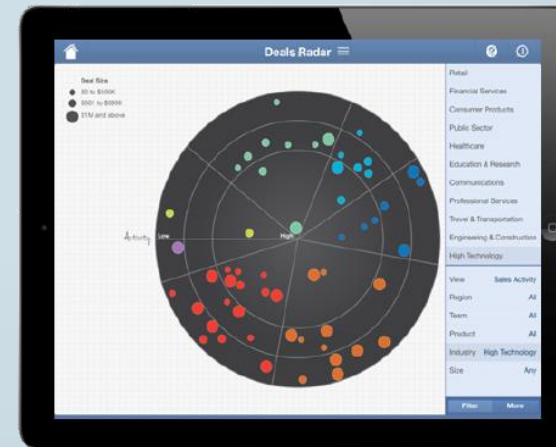 Deals Radar
Deal Size
$0 to $500K
$501 to $999K
$1M and above
Activity
Low
High
Retail
Financial Services
Consumer Products
Public Sector
Healthcare
Education & Research
Communications
Professional Services
Travel & Transportation
Engineering & Construction
High Technology
View Sales Activity
Region All
Team All
Product All
Industry High Technology
Size Any
Filter More